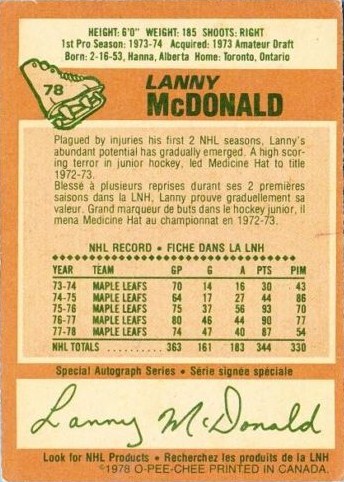 HEIGHT: 6'0" WEIGHT: 185 SHOOTS: RIGHT
1st Pro Season: 1973-74 Acquired: 1973 Amateur Draft
Born: 2-16-53, Hanna, Alberta Home: Toronto, Ontario
78
LANNY
McDONALD
Plagued by injuries his first 2 NHL seasons, Lanny's
abundant potential has gradually emerged. A high scor-
ing terror in junior hockey, led Medicine Hat to title
1972-73.
Blessé à plusieurs reprises durant ses 2 premières
saisons dans la LNH, Lanny prouve graduellement sa
valeur. Grand marqueur de buts dans le hockey junior, il
mena Medicine Hat au championnat en 1972-73.
NHL RECORD • FICHE DANS LA LNH
YEAR TEAM GP G A PTS PIM
73-74 MAPLE LEAFS 70 14 16 30 43
74-75 MAPLE LEAFS 64 17 27 44 86
75-76 MAPLE LEAFS 75 37 56 93 70
76-77 MAPLE LEAFS 80 46 44 90 77
77-78 MAPLE LEAFS 74 47 40 87 54
NHL TOTALS 363 161 183 344 330
Special Autograph Series • Série signée spéciale
Lanny McDonald
Look for NHL Products • Recherchez les produits de la LNH
©1978 O-PEE-CHEE PRINTED IN CANADA.